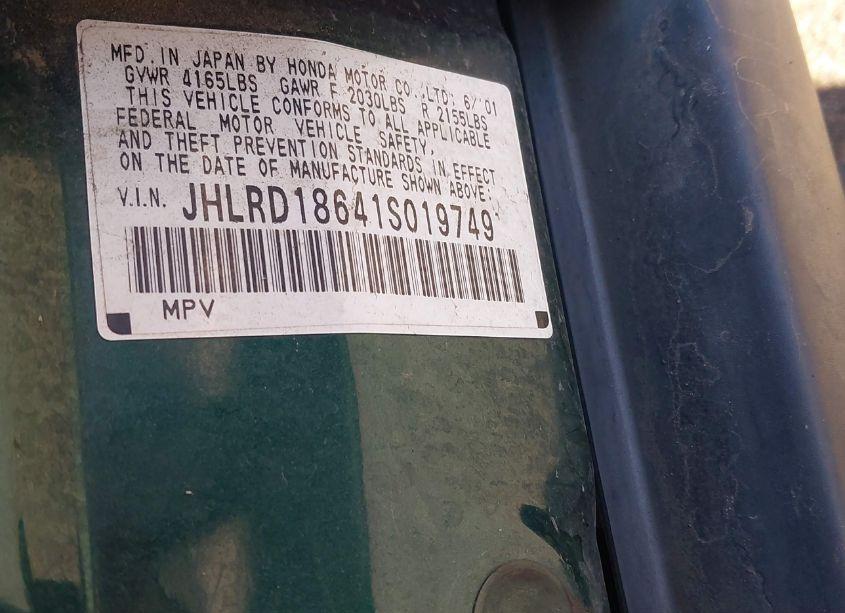 MFD. IN JAPAN BY HONDA MOTOR CO.,LTD. 6/'01
GVWR 4165LBS GAWR F 2030LBS R 2155LBS
THIS VEHICLE CONFORMS TO ALL APPLICABLE
FEDERAL MOTOR VEHICLE SAFETY,
AND THEFT PREVENTION STANDARDS IN EFFECT
ON THE DATE OF MANUFACTURE SHOWN ABOVE.
V.I.N. JHLRD18641S019749
MPV